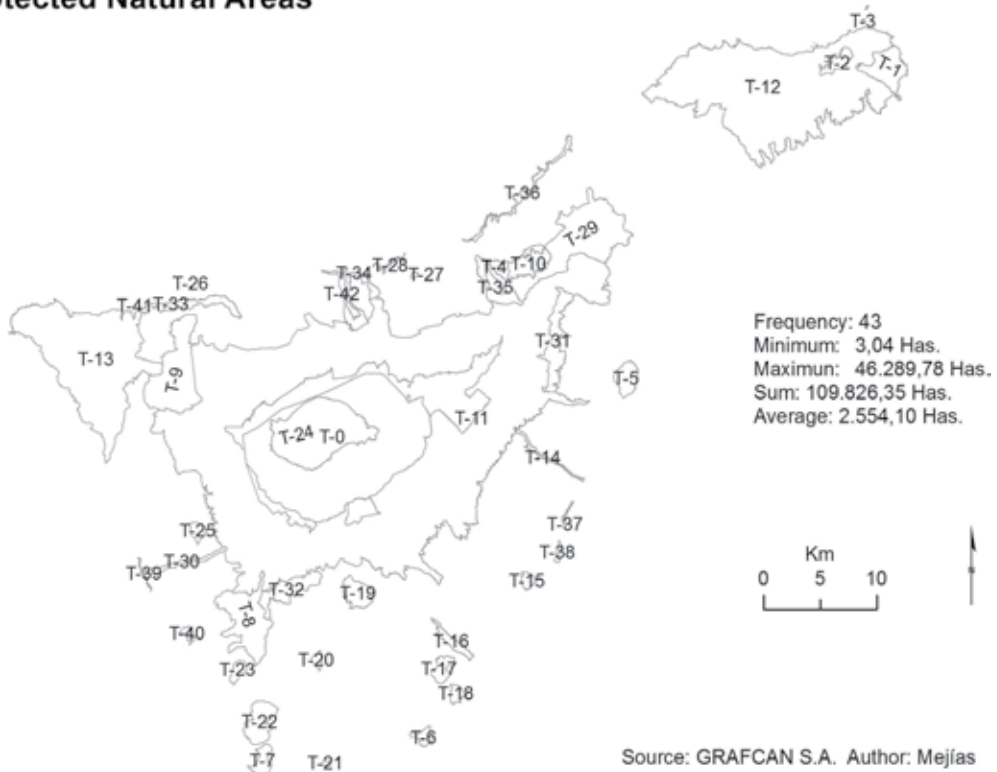 otected Natural Areas
T-3
T-2
T-1
T-12
T-36
T-29
T-28
T-34
T-27
T-4
T-10
T-26
T-42
T-35
T-41
T-33
T-31
T-13
T-9
T-5
T-11
T-24
T-0
T-14
T-37
T-25
T-38
T-30
T-39
T-15
T-32
T-19
T-8
T-40
T-16
T-20
T-17
T-23
T-18
T-22
T-6
T-7
T-21
Frequency: 43
Minimum: 3,04 Has.
Maximun: 46.289,78 Has.
Sum: 109.826,35 Has.
Average: 2.554,10 Has.
Km
0 5 10
Source: GRAFCAN S.A. Author: Mejías